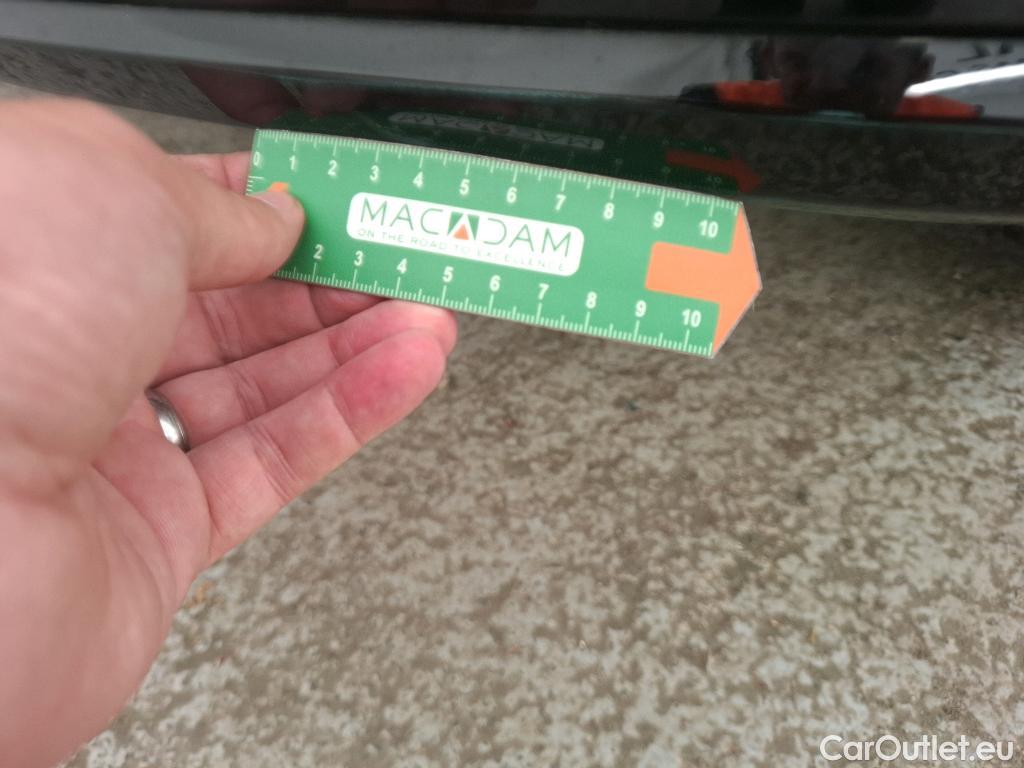 0 1 2 3 4 5 6 7 8 9 10
MACADAM
ON THE ROAD TO EXCELLENCE
2 3 4 5 6 7 8 9 10
CarOutlet.eu